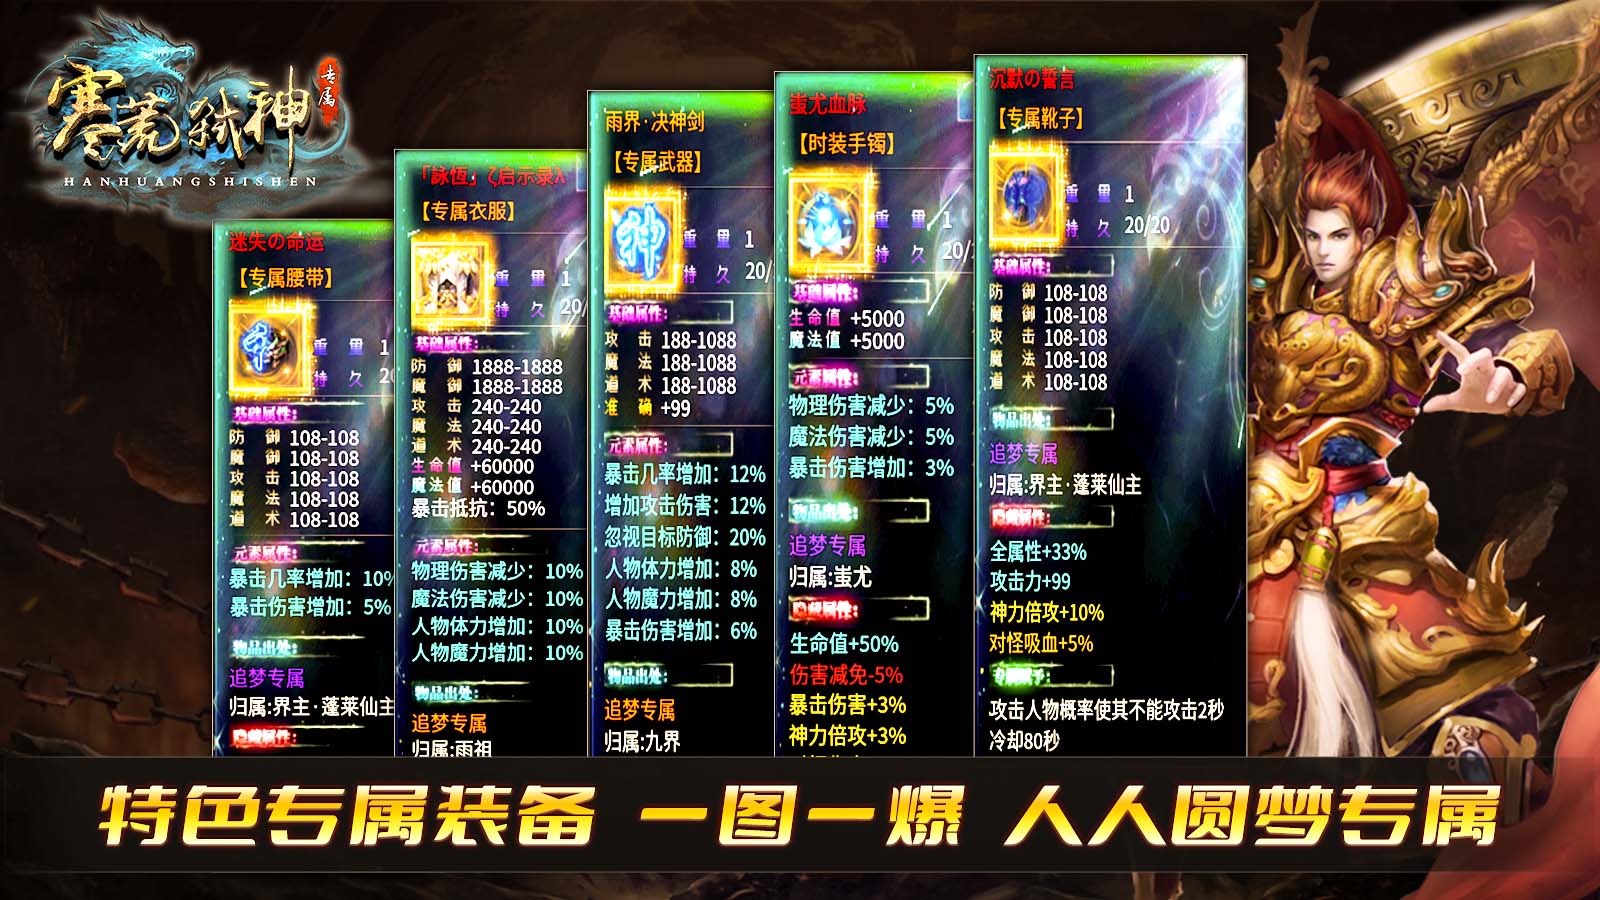 寒荒弑神
专属
HANHUANGSHISHEN
迷失の命运
【专属腰带】
重 量 1
持 久 20
基础属性:
防 御 108-108
魔 御 108-108
攻 击 108-108
魔 法 108-108
道 术 108-108
元素属性:
暴击几率增加: 10%
暴击伤害增加: 5%
物品出处:
追梦专属
归属:界主·蓬莱仙主
隐藏属性:
「詠恆」ζ启示录λ
【专属衣服】
重 量 1
持 久 20/
基础属性:
防 御 1888-1888
魔 御 1888-1888
攻 击 240-240
魔 法 240-240
道 术 240-240
生命值 +60000
魔法值 +60000
暴击抵抗: 50%
元素属性:
物理伤害减少: 10%
魔法伤害减少: 10%
人物体力增加: 10%
人物魔力增加: 10%
物品出处:
追梦专属
归属:雨祖
雨界·决神剑
【专属武器】
神
重 量 1
持 久 20/
基础属性:
攻 击 188-1088
魔 法 188-1088
道 术 188-1088
准 确 +99
元素属性:
暴击几率增加: 12%
增加攻击伤害: 12%
忽视目标防御: 20%
人物体力增加: 8%
人物魔力增加: 8%
暴击伤害增加: 6%
物品出处:
追梦专属
归属:九界
蚩尤血脉
【时装手镯】
重 量 1
持 久 20/
基础属性:
生命值 +5000
魔法值 +5000
元素属性:
物理伤害减少: 5%
魔法伤害减少: 5%
暴击伤害增加: 3%
物品出处:
追梦专属
归属:蚩尤
隐藏属性:
生命值+50%
伤害减免-5%
暴击伤害+3%
神力倍攻+3%
沉默の誓言
【专属靴子】
重 量 1
持 久 20/20
基础属性:
防 御 108-108
魔 御 108-108
攻 击 108-108
魔 法 108-108
道 术 108-108
物品出处:
追梦专属
归属:界主·蓬莱仙主
隐藏属性:
全属性+33%
攻击力+99
神力倍攻+10%
对怪吸血+5%
攻击人物概率使其不能攻击2秒
冷却80秒
特色专属装备 一图一爆 人人圆梦专属